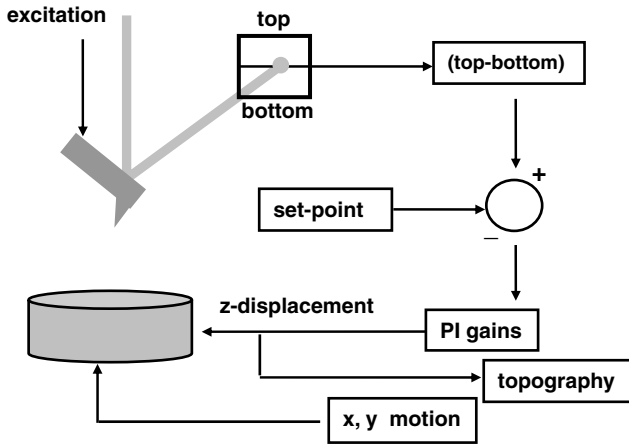 excitation
top
(top-bottom)
bottom
+
set-point
–
z-displacement
PI gains
topography
x, y motion